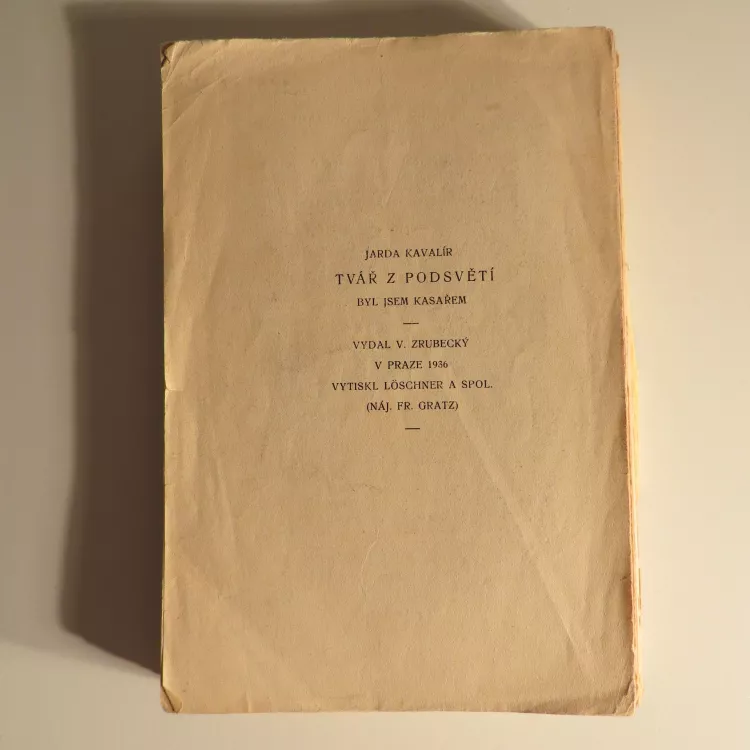 JARDA KAVALÍR
TVÁŘ Z PODSVĚTÍ
BYL JSEM KASAŘEM
VYDAL V. ZRUBECKÝ
V PRAZE 1936
VYTISKL LÖSCHNER A SPOL.
(NÁJ. FR. GRATZ)